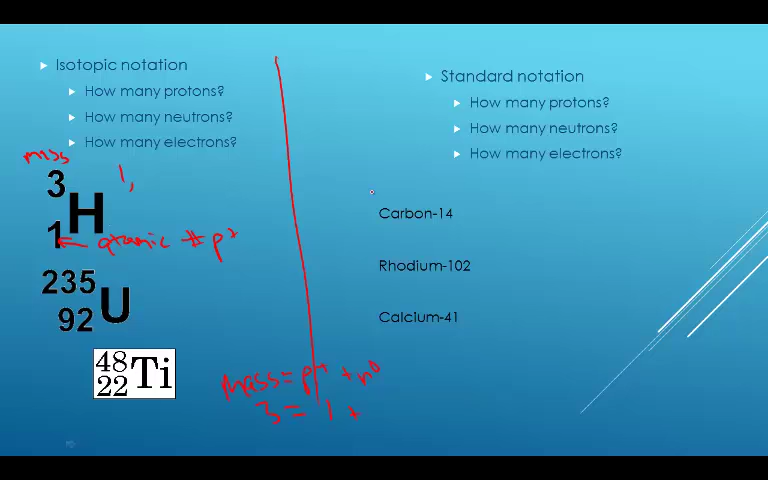 Isotopic notation
How many protons?
How many neutrons?
How many electrons?
mss
3
1
H
1,
← atomic # p+
235
92
U
48
22
Ti
Standard notation
How many protons?
How many neutrons?
How many electrons?
Carbon-14
Rhodium-102
Calcium-41
mass = p+ + n0
3 = 1 +